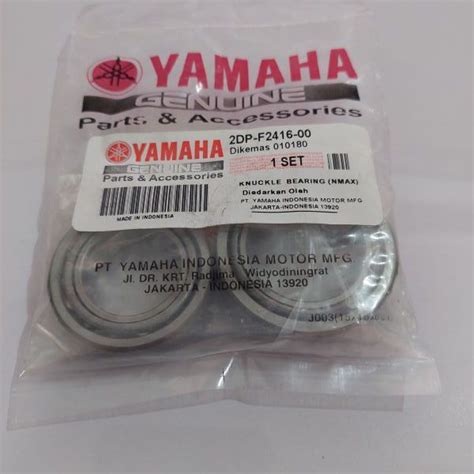 YAMAHA
GENUINE
Parts & Accessories
YAMAHA
GENUINE
Parts & Accessories
MADE IN INDONESIA
2DP-F2416-00
Dikemas 010180
1 SET
KNUCKLE BEARING (NMAX)
Diedarkan Oleh
PT. YAMAHA INDONESIA MOTOR MFG
JAKARTA-INDONESIA 13920
PT YAMAHA INDONESIA MOTOR MFG.
Jl. DR. KRT. Radjiman Widyodiningrat
JAKARTA - INDONESIA 13920